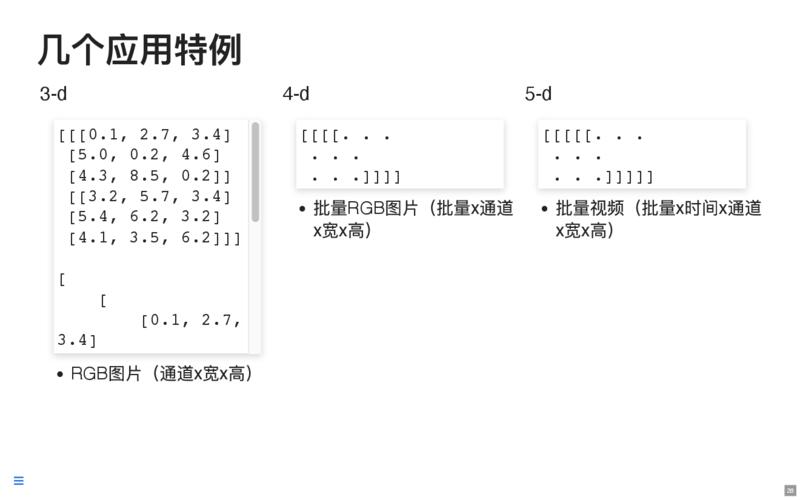 几个应用特例
3-d
[[[0.1, 2.7, 3.4]
[5.0, 0.2, 4.6]
[4.3, 8.5, 0.2]]
[[3.2, 5.7, 3.4]
[5.4, 6.2, 3.2]
[4.1, 3.5, 6.2]]]
[
[
[0.1, 2.7,
3.4]
• RGB图片（通道x宽x高）
4-d
[[[[. . .
. . .
. . .]]]]
• 批量RGB图片（批量x通道
x宽x高）
5-d
[[[[[. . .
. . .
. . .]]]]]
• 批量视频（批量x时间x通道
x宽x高）
28